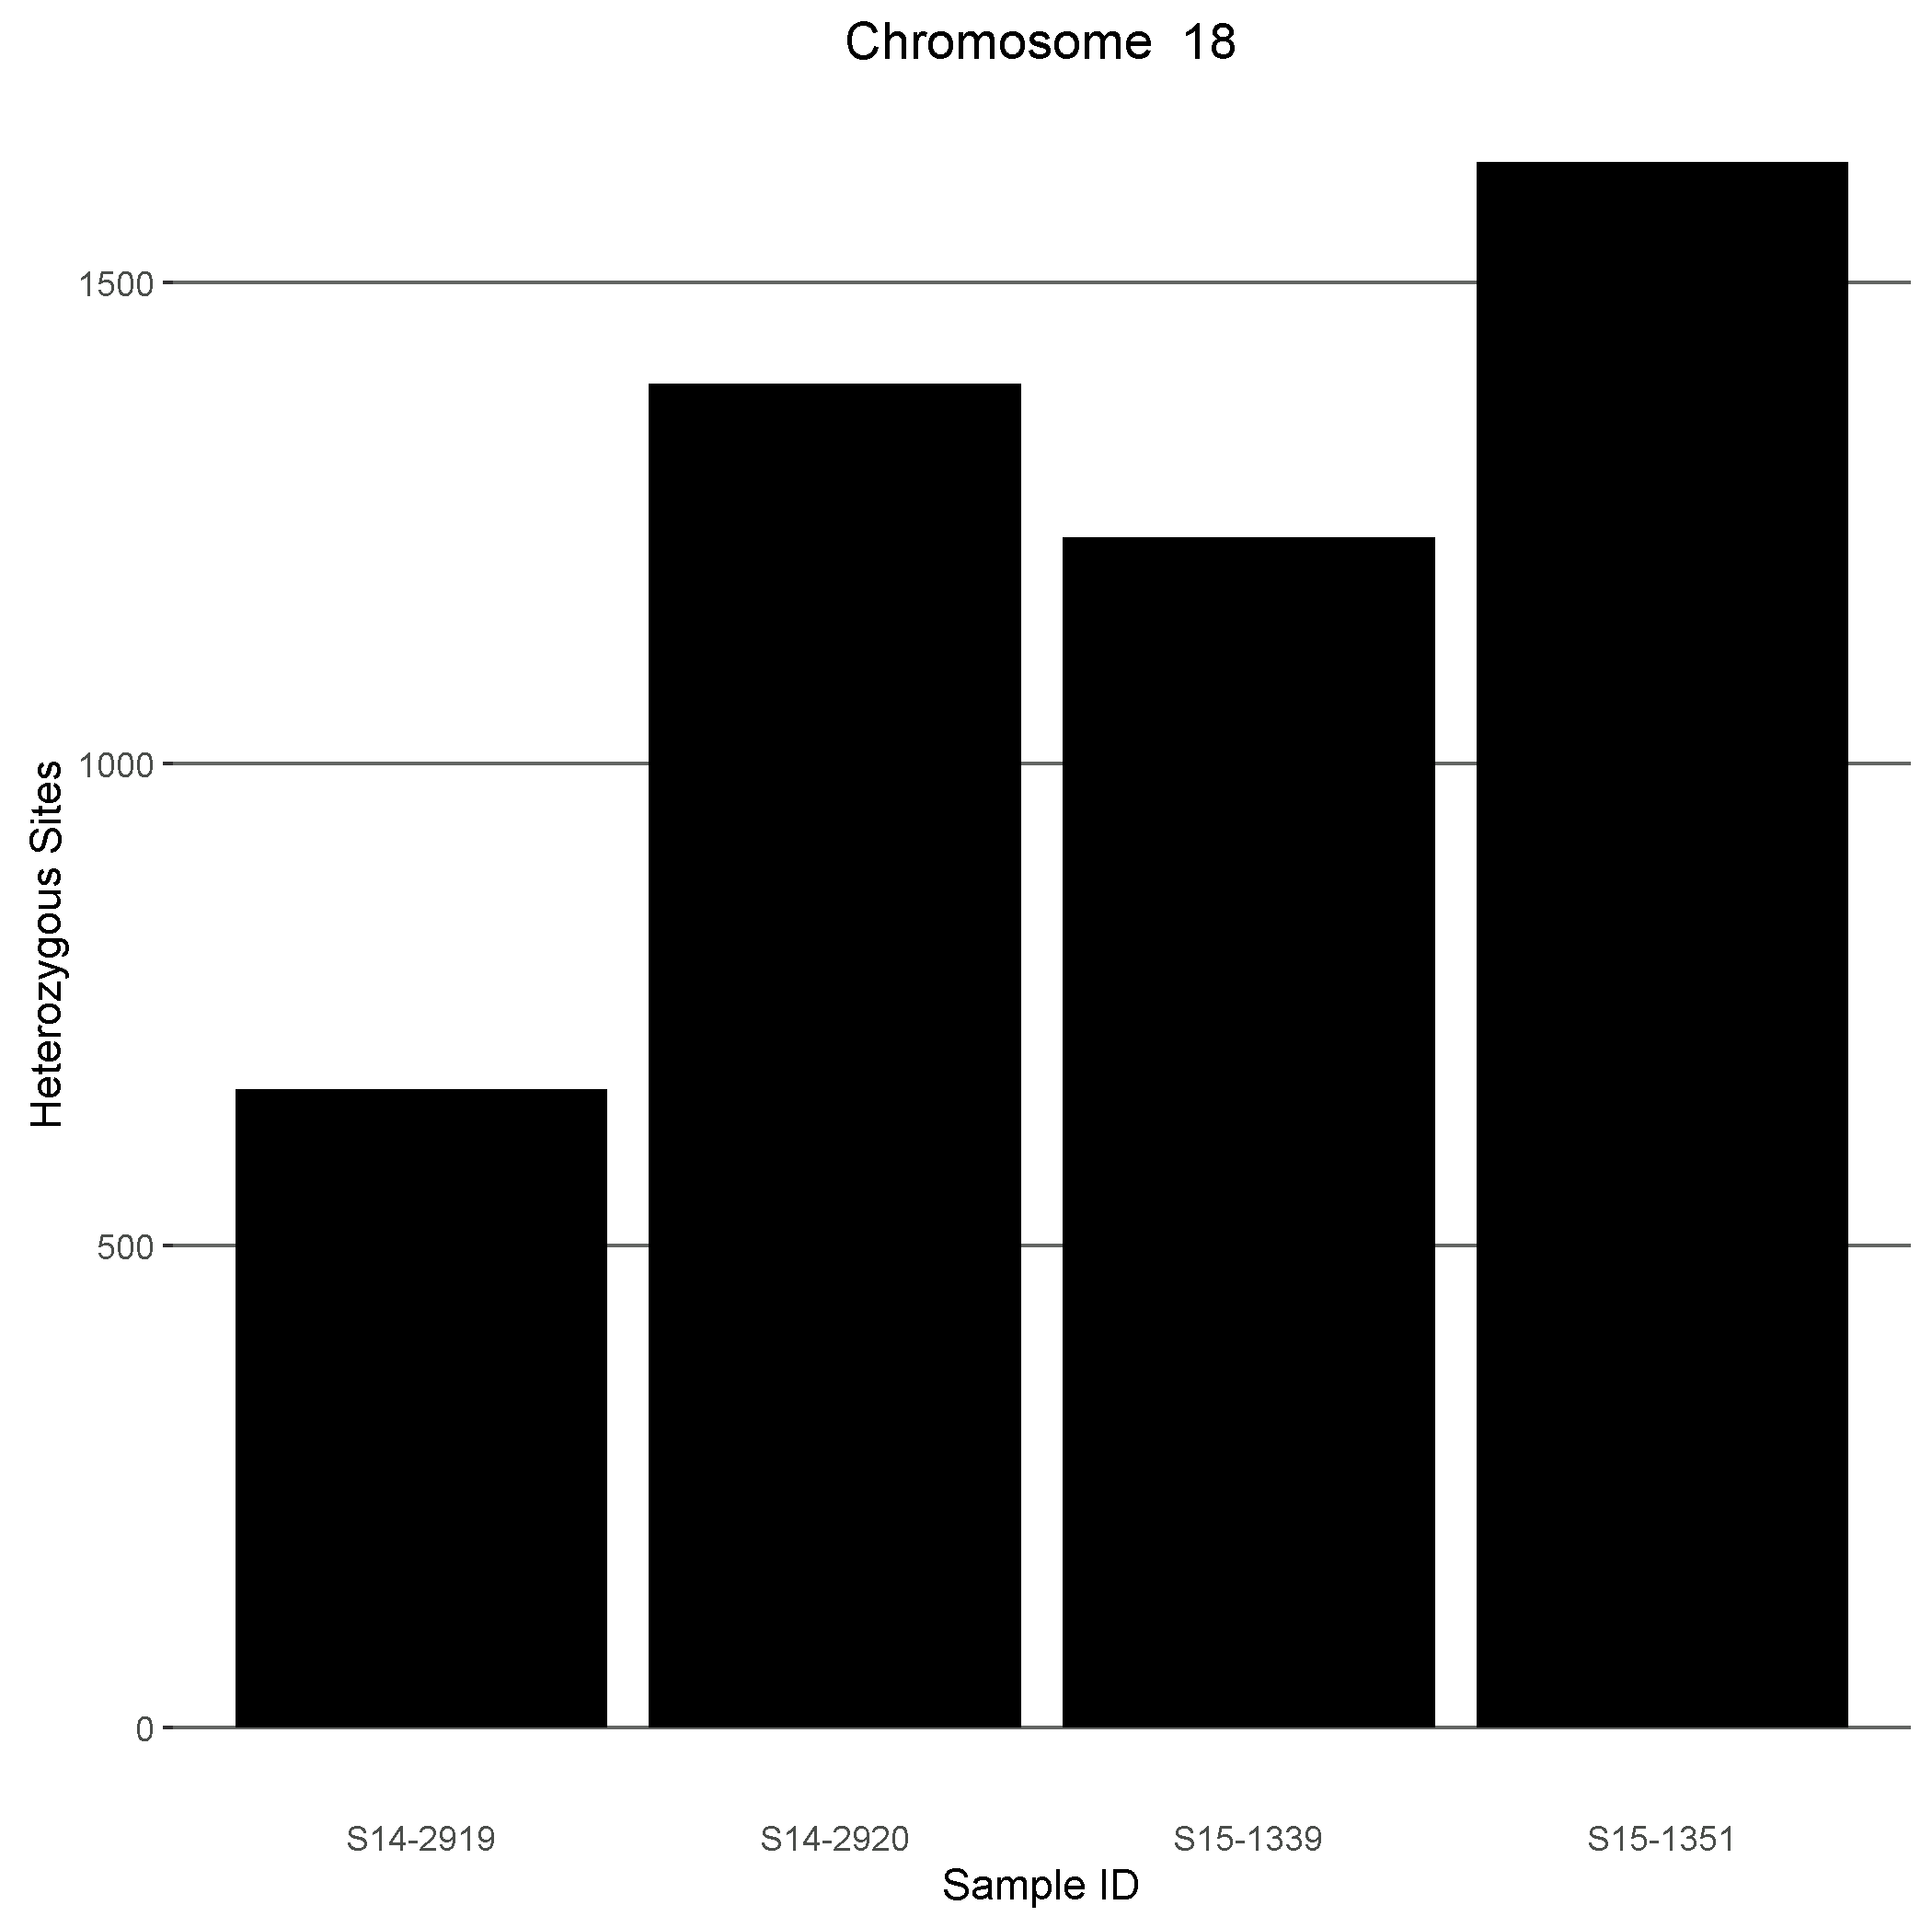 Chromosome  18
Heterozygous Sites
1500
1000
500
0
S14-2919 S14-2920 S15-1339 S15-1351
Sample ID